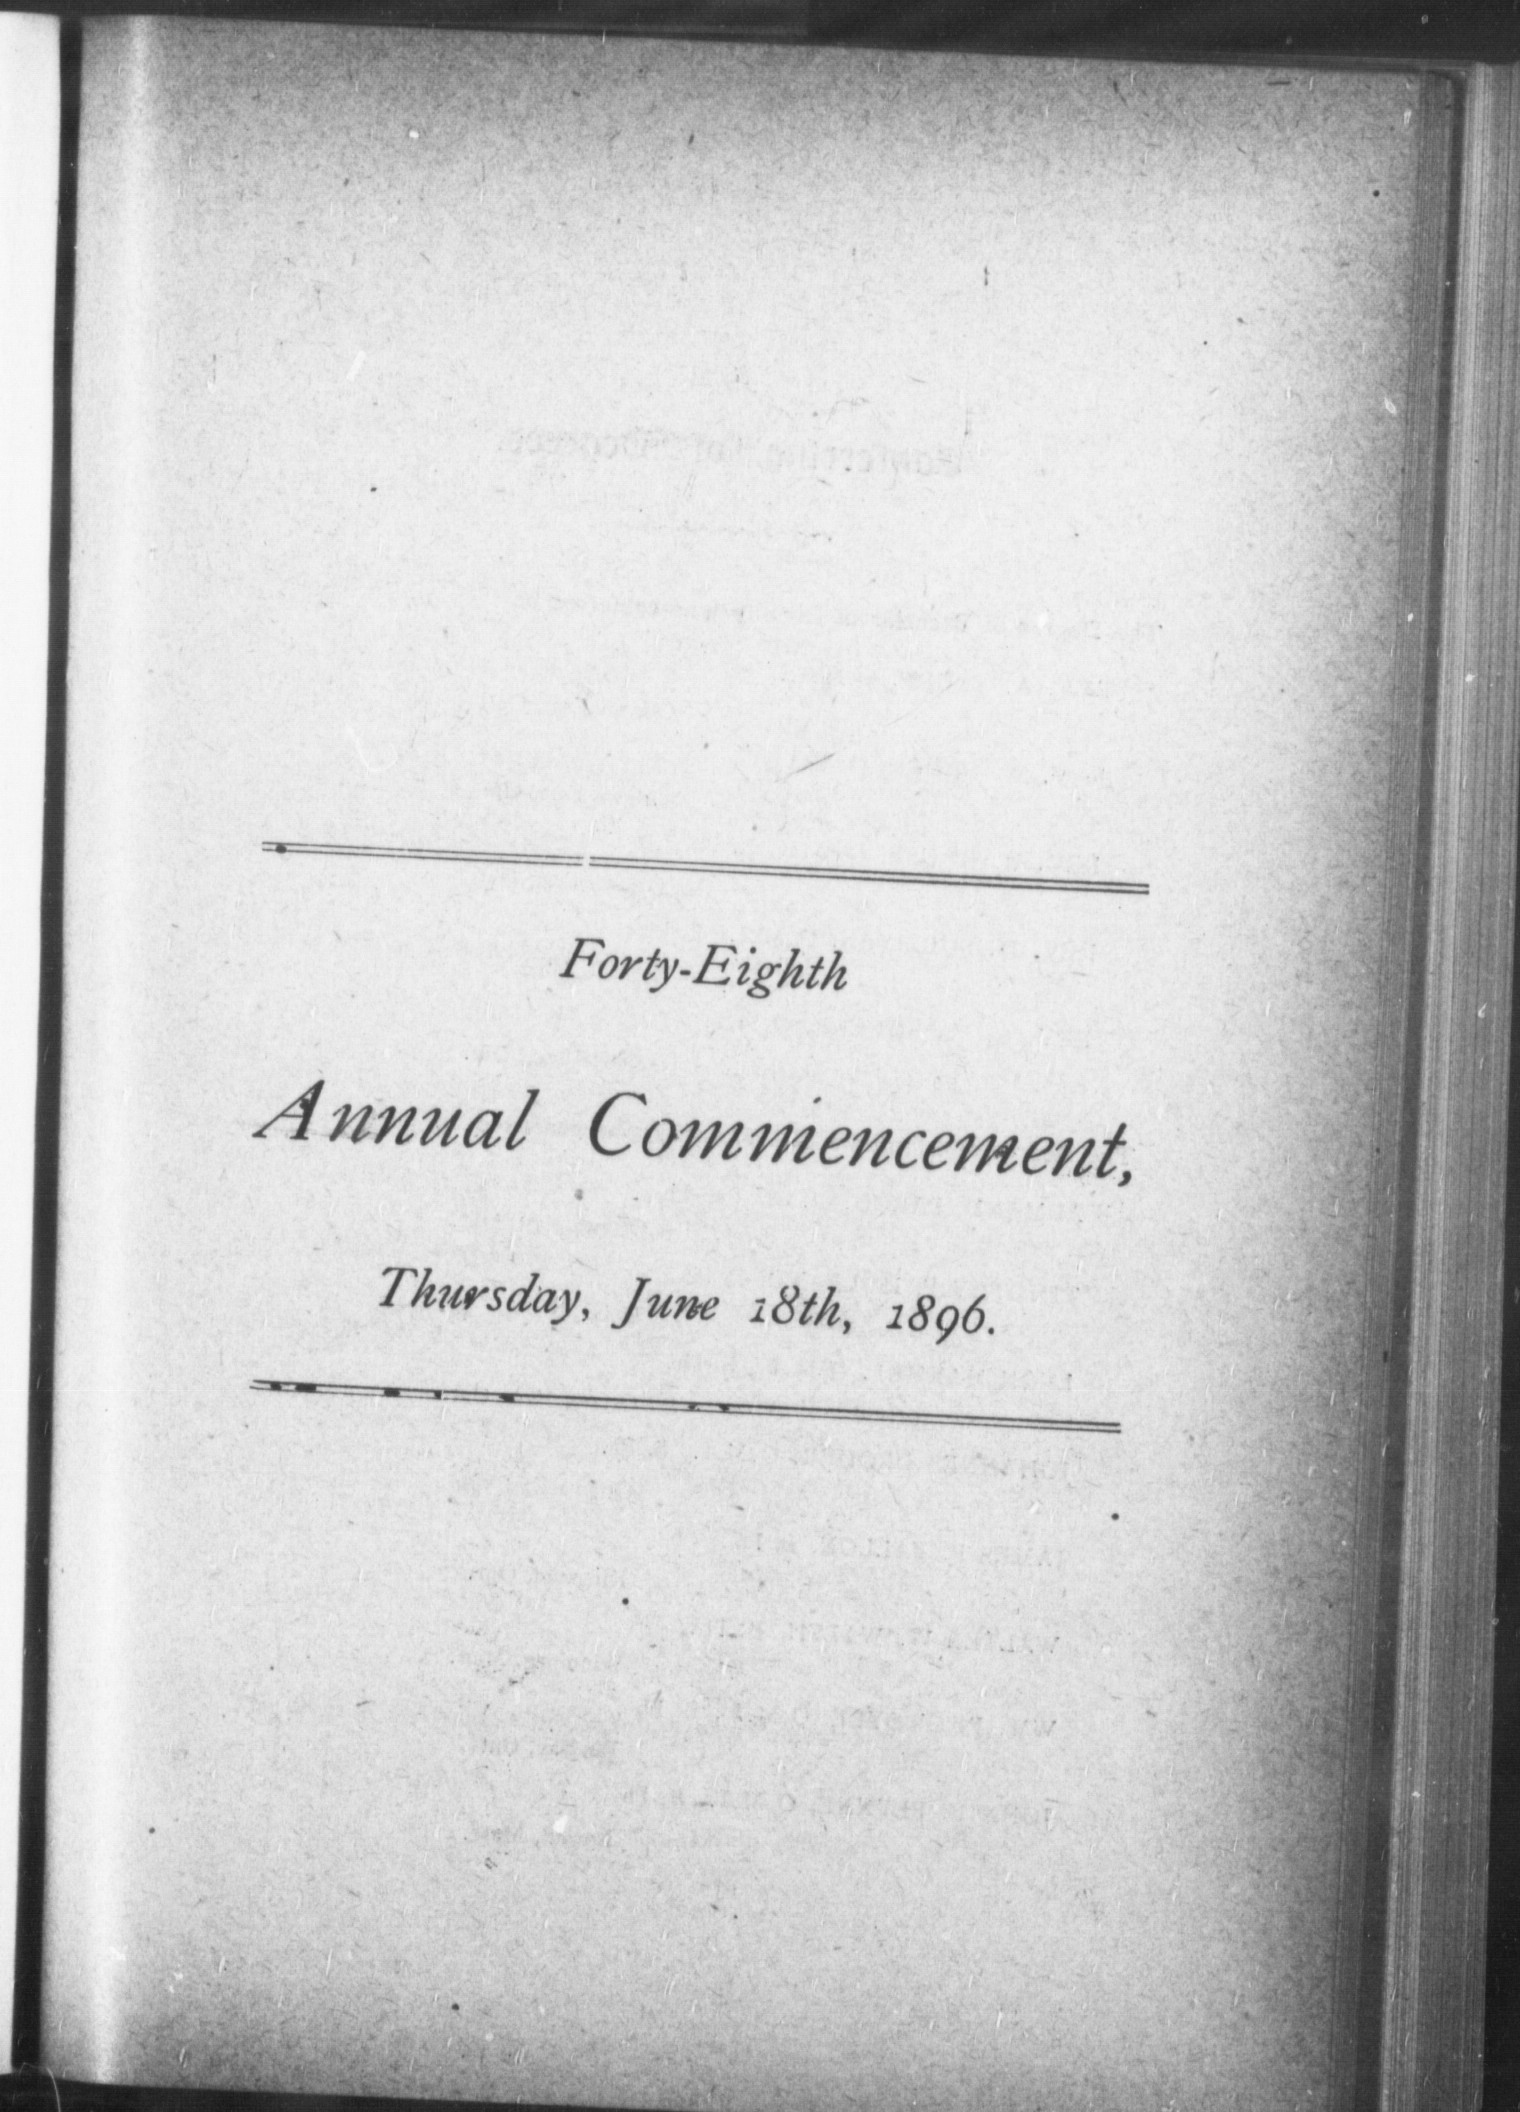 Forty-Eighth
Annual Commencement,
Thursday, June 18th, 1896.